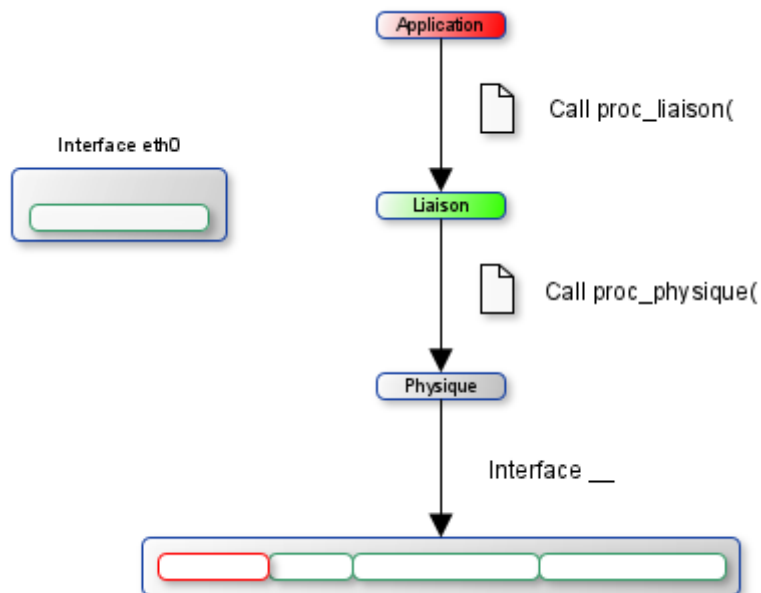 Application
Call proc_liaison(
Interface eth0
Liaison
Call proc_physique(
Physique
Interface __